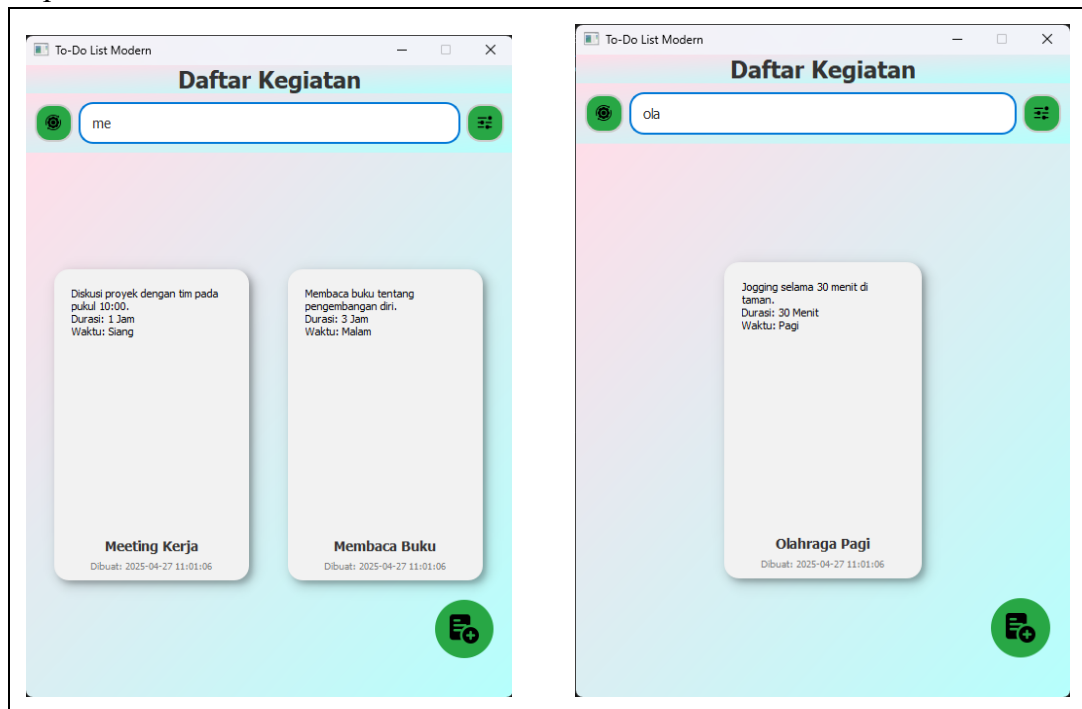 To-Do List Modern
Daftar Kegiatan
me
Diskusi proyek dengan tim pada
pukul 10:00.
Durasi: 1 Jam
Waktu: Siang
Meeting Kerja
Dibuat: 2025-04-27 11:01:06
Membaca buku tentang
pengembangan diri.
Durasi: 3 Jam
Waktu: Malam
Membaca Buku
Dibuat: 2025-04-27 11:01:06
To-Do List Modern
Daftar Kegiatan
ola
Jogging selama 30 menit di
taman.
Durasi: 30 Menit
Waktu: Pagi
Olahraga Pagi
Dibuat: 2025-04-27 11:01:06